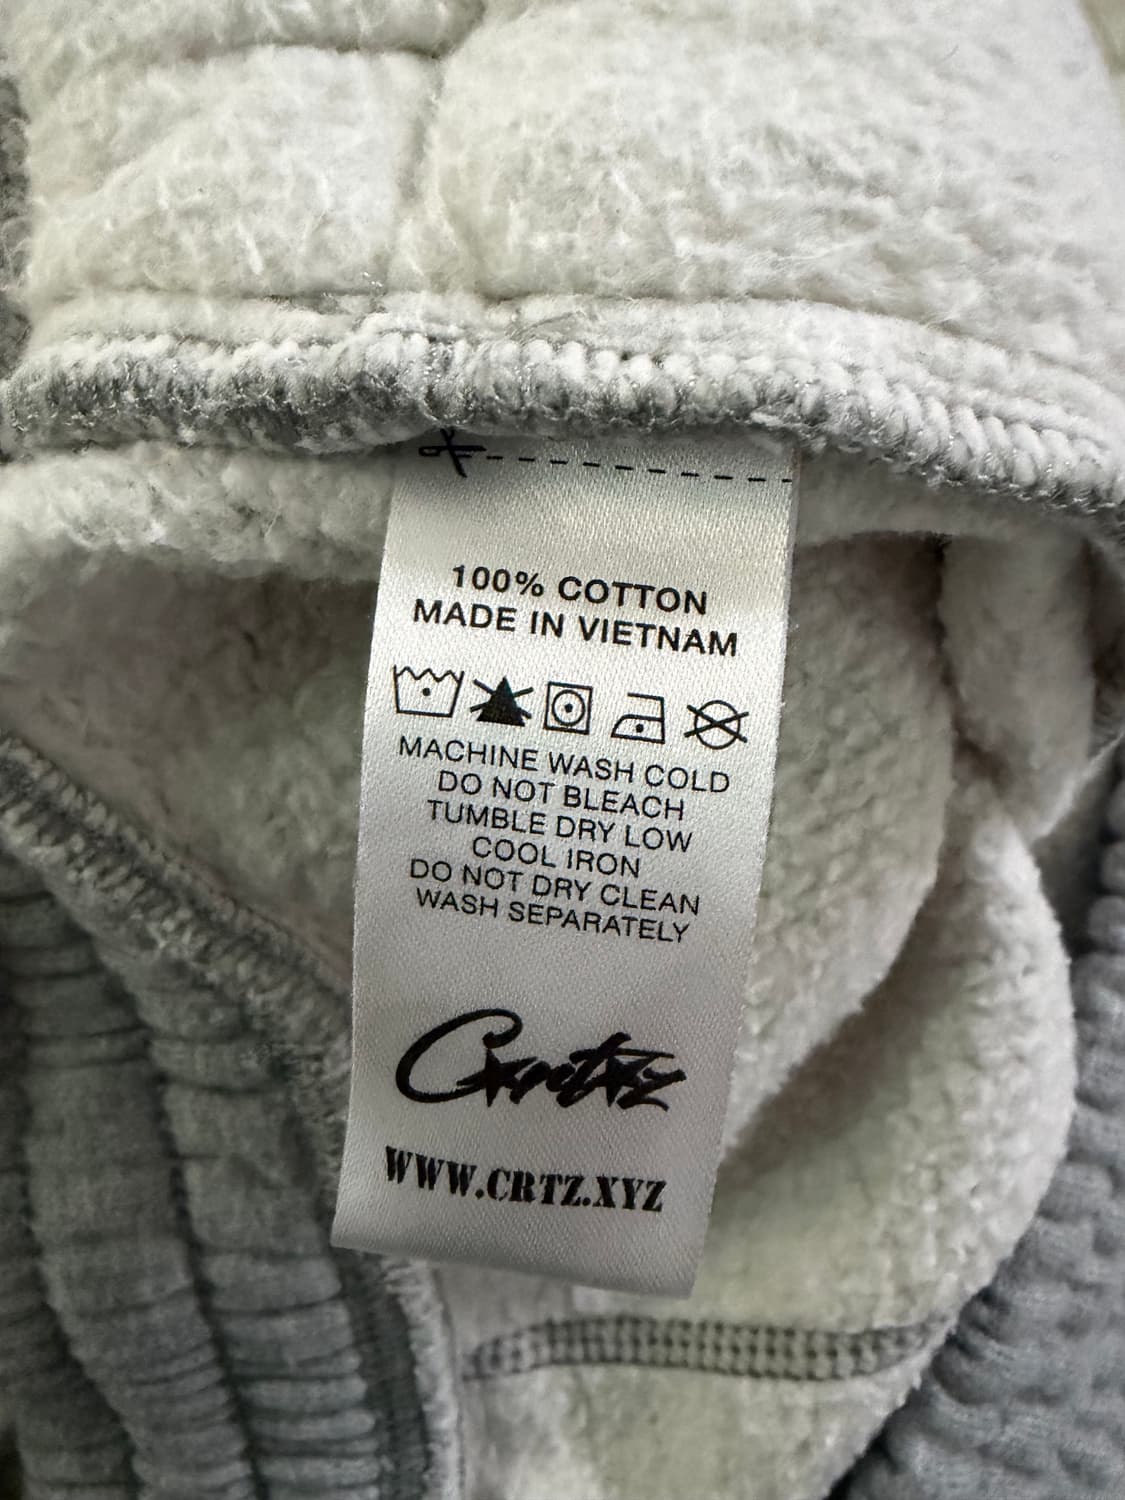 100% COTTON
MADE IN VIETNAM
MACHINE WASH COLD
DO NOT BLEACH
TUMBLE DRY LOW
COOL IRON
DO NOT DRY CLEAN
WASH SEPARATELY
Crrtz
WWW.CRTZ.XYZ